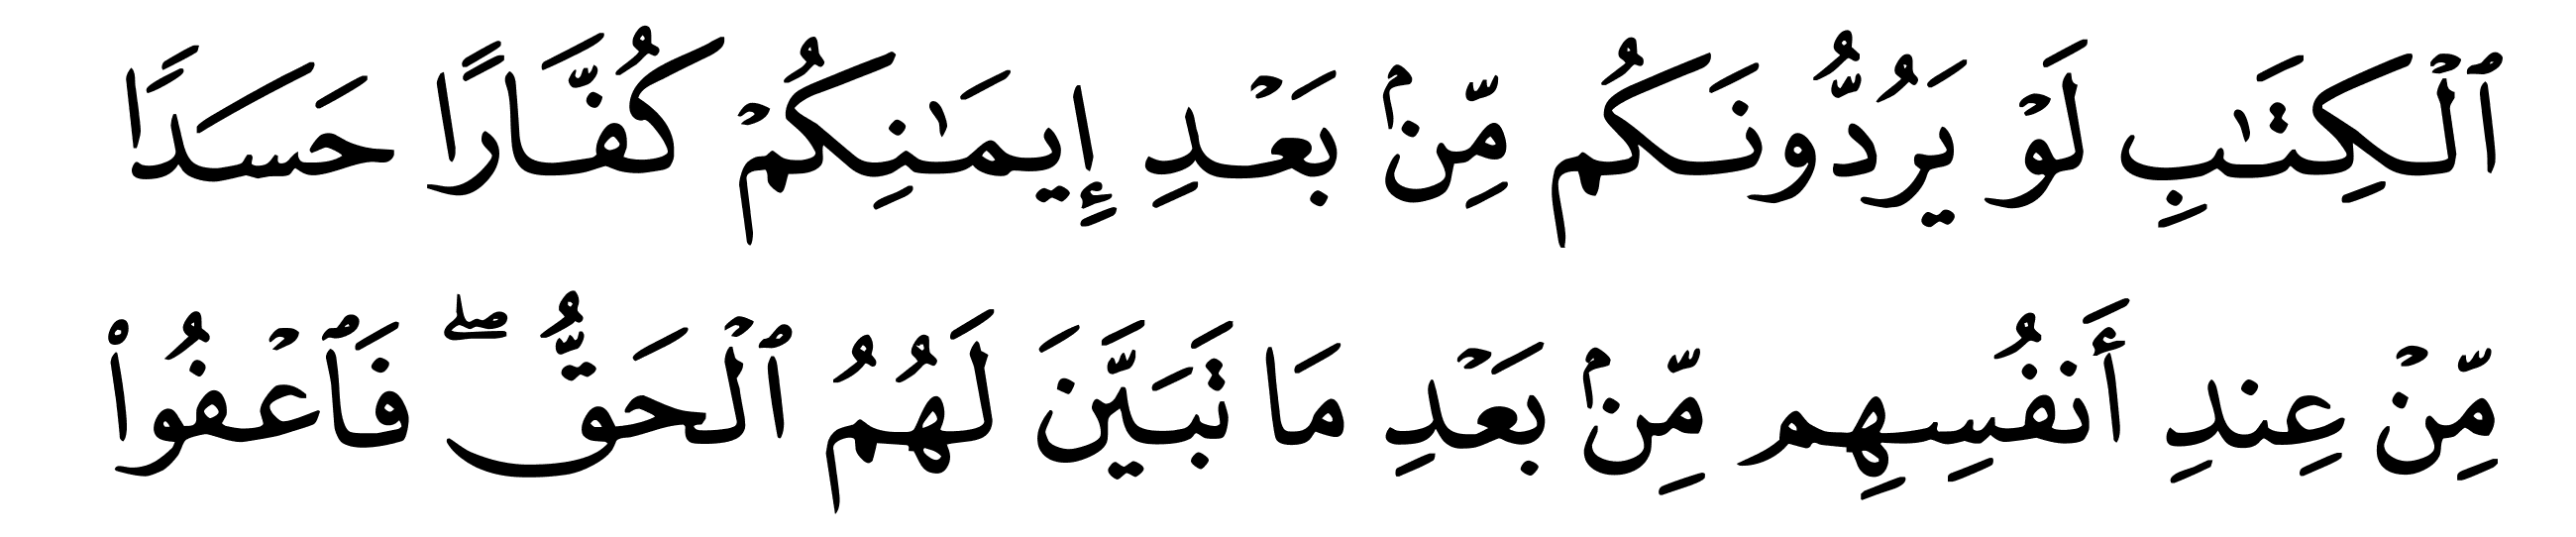 ٱلْكِتَٰبِ لَوْ يَرُدُّونَكُم مِّنۢ بَعْدِ إِيمَٰنِكُمْ كُفَّارًا حَسَدًا
مِّنْ عِندِ أَنفُسِهِم مِّنۢ بَعْدِ مَا تَبَيَّنَ لَهُمُ ٱلْحَقُّ ۖ فَٱعْفُوا۟